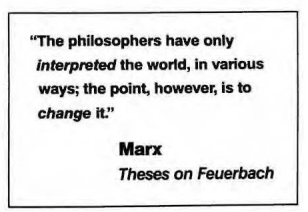 “The philosophers have only
interpreted the world, in various
ways; the point, however, is to
change it.”
Marx
Theses on Feuerbach